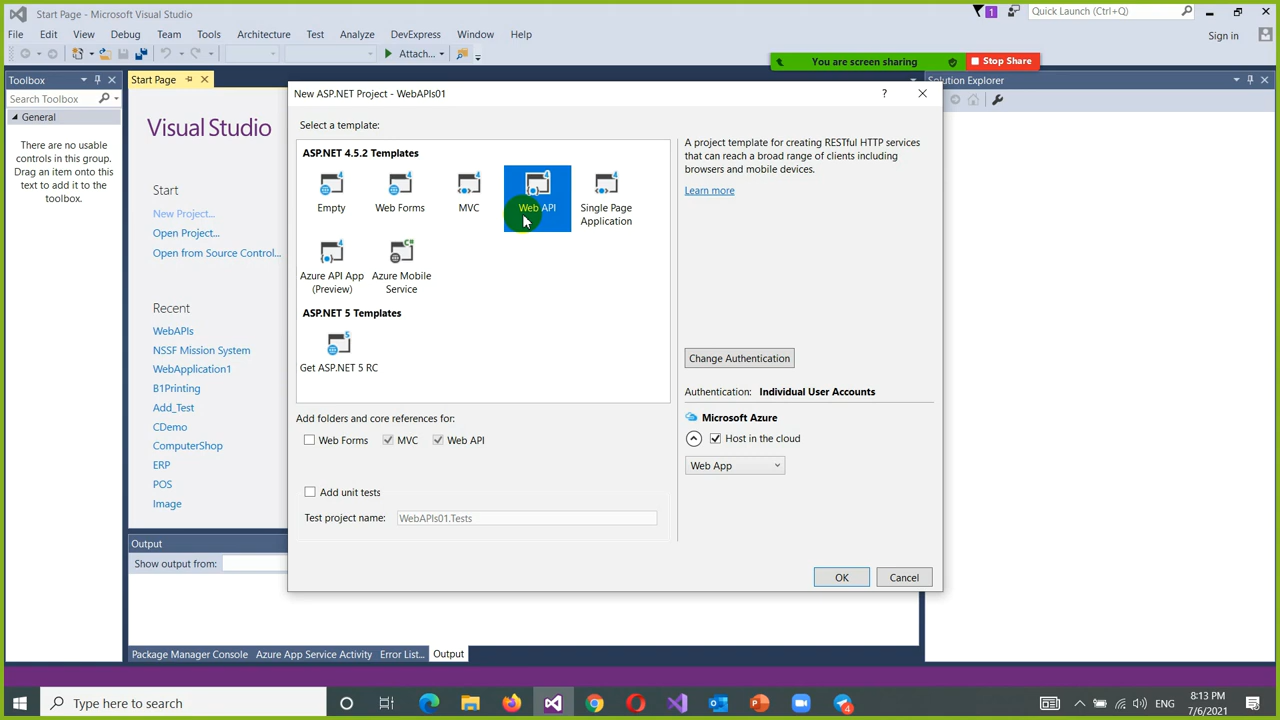 Start Page - Microsoft Visual Studio
1
Quick Launch (Ctrl+Q)
File Edit View Debug Team Tools Architecture Test Analyze DevExpress Window Help
Sign in
Attach...
You are screen sharing
Stop Share
Toolbox
Search Toolbox
General
There are no usable
controls in this group.
Drag an item onto this
text to add it to the
toolbox.
Start Page
Visual Studio
Start
New Project...
Open Project...
Open from Source Control...
Recent
WebAPIs
NSSF Mission System
WebApplication1
B1Printing
Add_Test
CDemo
ComputerShop
ERP
POS
Image
Solution Explorer
New ASP.NET Project - WebAPIs01
?
Select a template:
ASP.NET 4.5.2 Templates
Empty
Web Forms
MVC
Web API
Single Page
Application
Azure API App
(Preview)
Azure Mobile
Service
ASP.NET 5 Templates
Get ASP.NET 5 RC
A project template for creating RESTful HTTP services
that can reach a broad range of clients including
browsers and mobile devices.
Learn more
Change Authentication
Authentication: Individual User Accounts
Microsoft Azure
Host in the cloud
Web App
Add folders and core references for:
Web Forms MVC Web API
Add unit tests
Test project name: WebAPIs01.Tests
OK Cancel
Output
Show output from:
Package Manager Console Azure App Service Activity Error List... Output
Type here to search
4
ENG
8:13 PM
7/6/2021